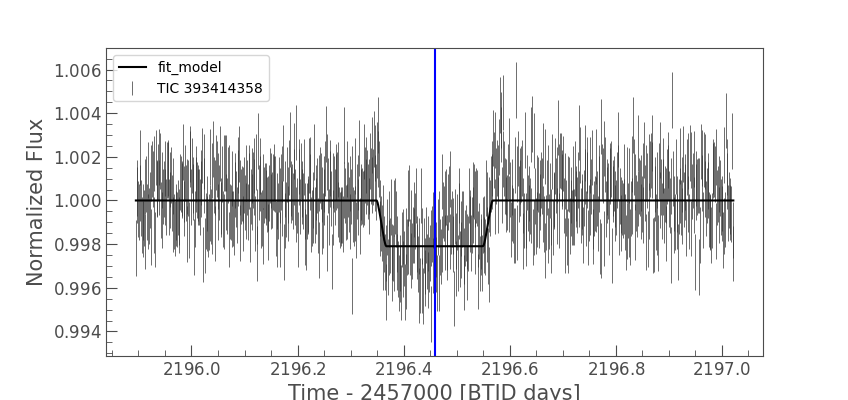 fit_model
TIC 393414358
1.006
1.004
1.002
1.000
0.998
0.996
0.994
Normalized Flux
2196.0 2196.2 2196.4 2196.6 2196.8 2197.0
Time - 2457000 [BTJD days]